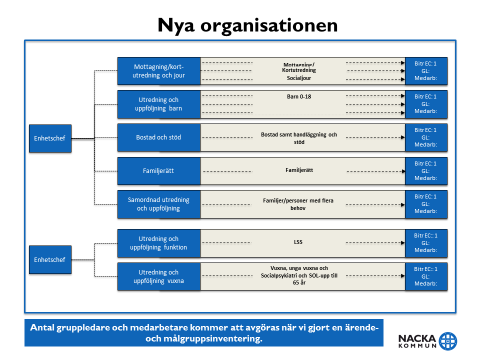 Nya organisationen
Mottagning/kort-
utredning och jour
Mottagning/
Kortutredning
Socialjour
Bitr EC:1
GL:
Medarb:
Utredning och
uppföljning barn
Barn 0-18
Bitr EC:1
GL:
Medarb:
Enhetschef
Bostad och stöd
Bostad samt handläggning och
stöd
Bitr EC:1
GL:
Medarb:
Familjerätt
Familjerätt
Bitr EC:1
GL:
Medarb:
Samordnad utredning
och uppföljning
Familjer/personer med flera
behov
Bitr EC: 1
GL:
Medarb:
Enhetschef
Utredning och
uppföljning funktion
LSS
Bitr EC: 1
GL:
Medarb:
Utredning och
uppföljning vuxna
Vuxna, unga vuxna och
Socialpsykiatri och SOL-upp till
65 år
Bitr EC: 1
GL:
Medarb:
Antal gruppledare och medarbetare kommer att avgöras när vi gjort en ärende-
och målgruppsinventering.
NACKA
KOMMUN